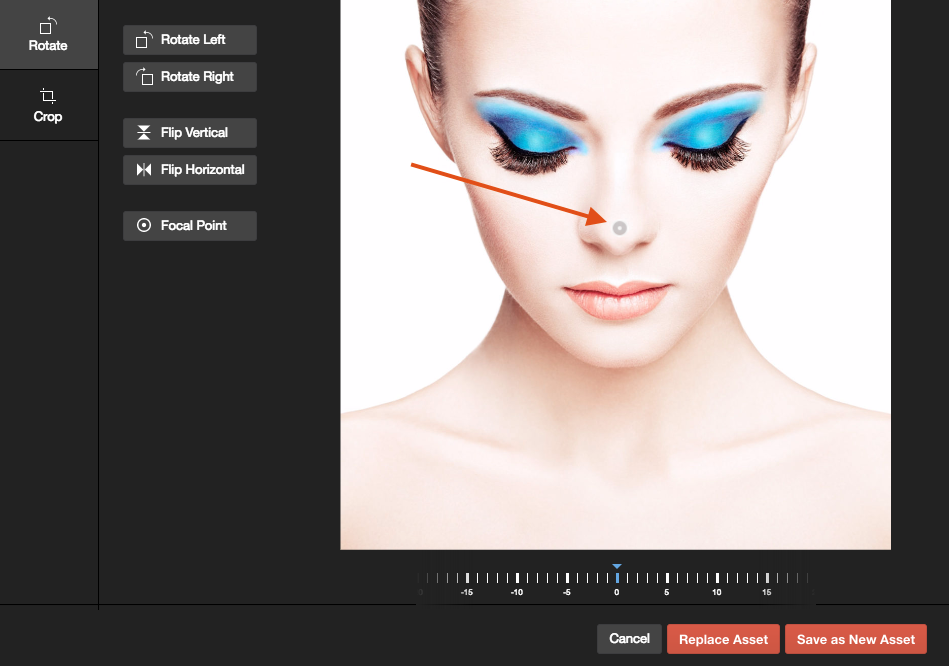 Rotate
Crop
Rotate Left
Rotate Right
Flip Vertical
Flip Horizontal
Focal Point
-15 -10 -5 0 5 10 15
Cancel Replace Asset Save as New Asset